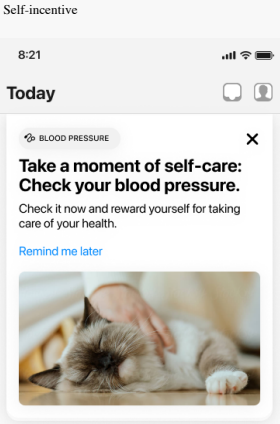 Self-incentive
8:21
Today
BLOOD PRESSURE
Take a moment of self-care:
Check your blood pressure.
Check it now and reward yourself for taking
care of your health.
Remind me later